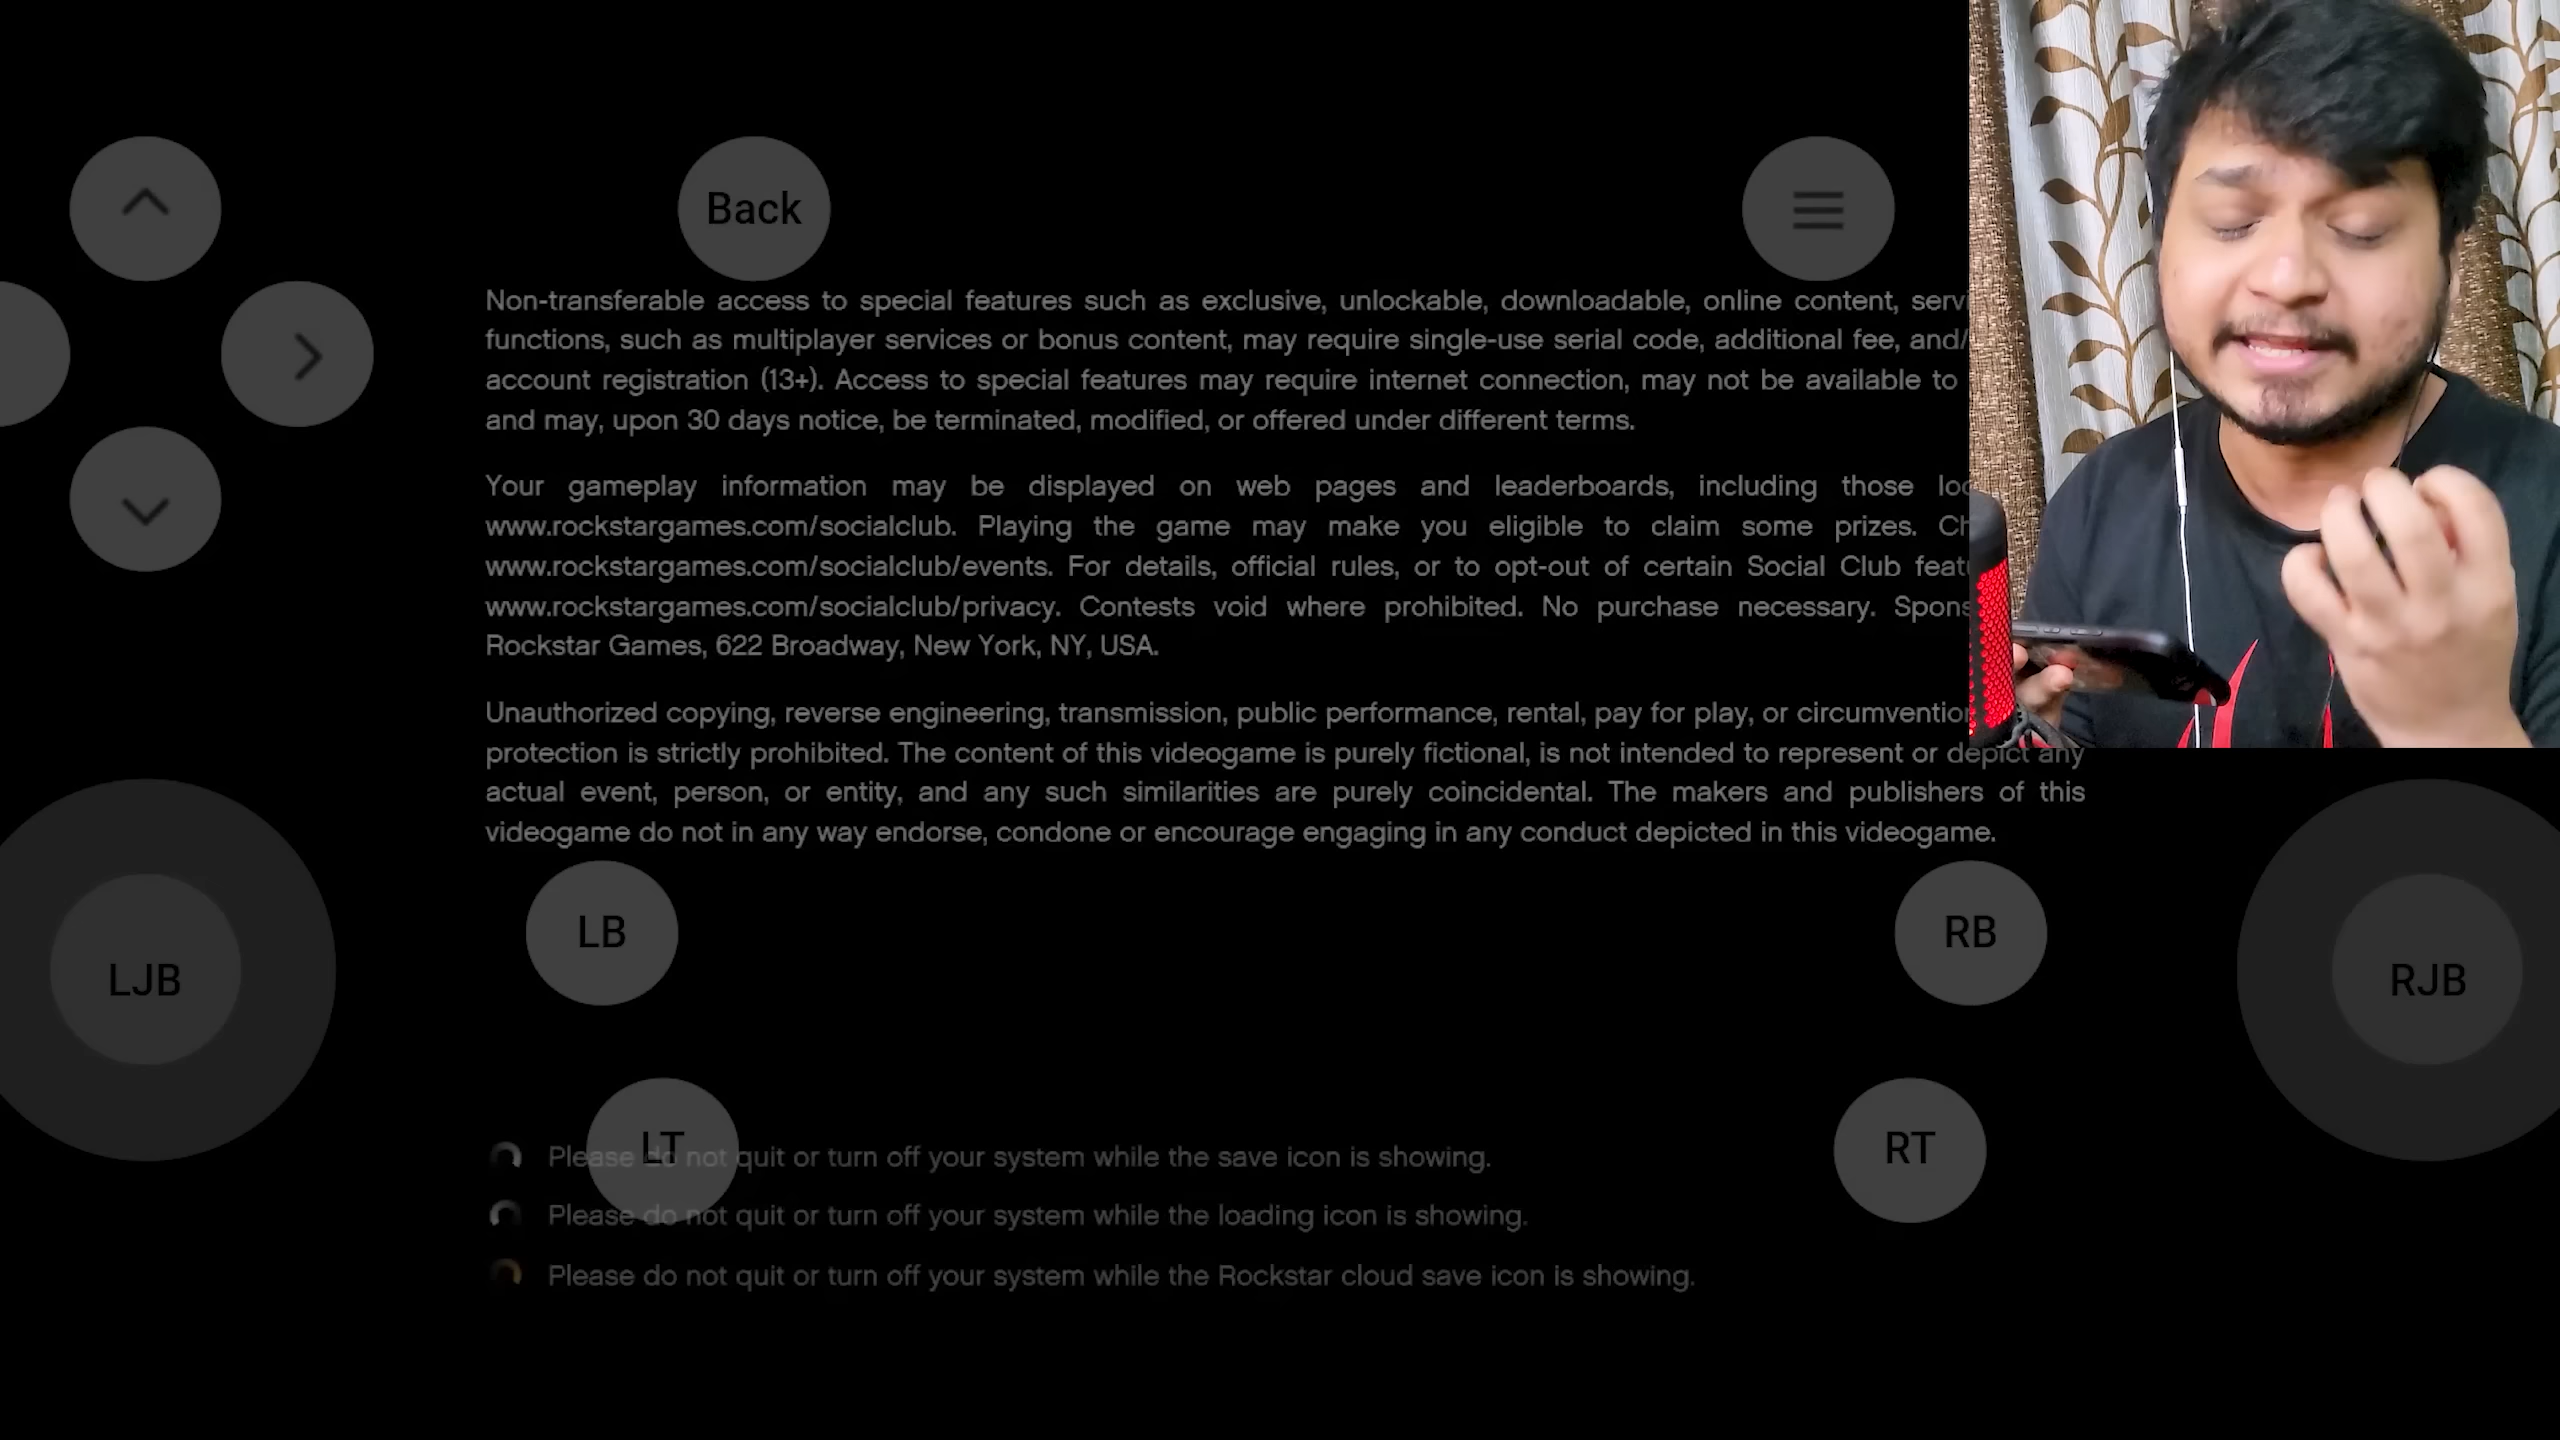 Back
Non-transferable access to special features such as exclusive, unlockable, downloadable, online content,
functions, such as multiplayer services or bonus content, may require single-use serial code, additional fee, and/
account registration (13+). Access to special features may require internet connection, may not be available to
and may, upon 30 days notice, be terminated, modified, or offered under different terms.
Your gameplay information may be displayed on web pages and leaderboards, including those
www.rockstargames.com/socialclub. Playing the game may make you eligible to claim some prizes.
www.rockstargames.com/socialclub/events. For details, official rules, or to opt-out of certain Social Club
www.rockstargames.com/socialclub/privacy. Contests void where prohibited. No purchase necessary.
Rockstar Games, 622 Broadway, New York, NY, USA.
Unauthorized copying, reverse engineering, transmission, public performance, rental, pay for play, or
protection is strictly prohibited. The content of this videogame is purely fictional, is not intended to represent or depict any
actual event, person, or entity, and any such similarities are purely coincidental. The makers and publishers of this
videogame do not in any way endorse, condone or encourage engaging in any conduct depicted in this videogame.
LB
RB
LJB
RJB
LT
RT
Please do not quit or turn off your system while the save icon is showing.
Please do not quit or turn off your system while the loading icon is showing.
Please do not quit or turn off your system while the Rockstar cloud save icon is showing.